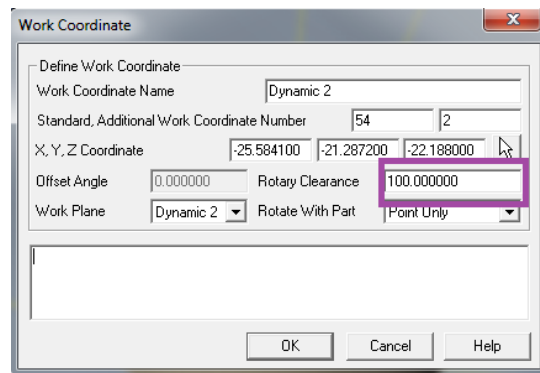 Work Coordinate
Define Work Coordinate
Work Coordinate Name Dynamic 2
Standard, Additional Work Coordinate Number 54 2
X, Y, Z Coordinate -25.584100 -21.287200 -22.188000
Offset Angle 0.000000 Rotary Clearance 100.000000
Work Plane Dynamic 2 Rotate With Part Point Only
OK Cancel Help